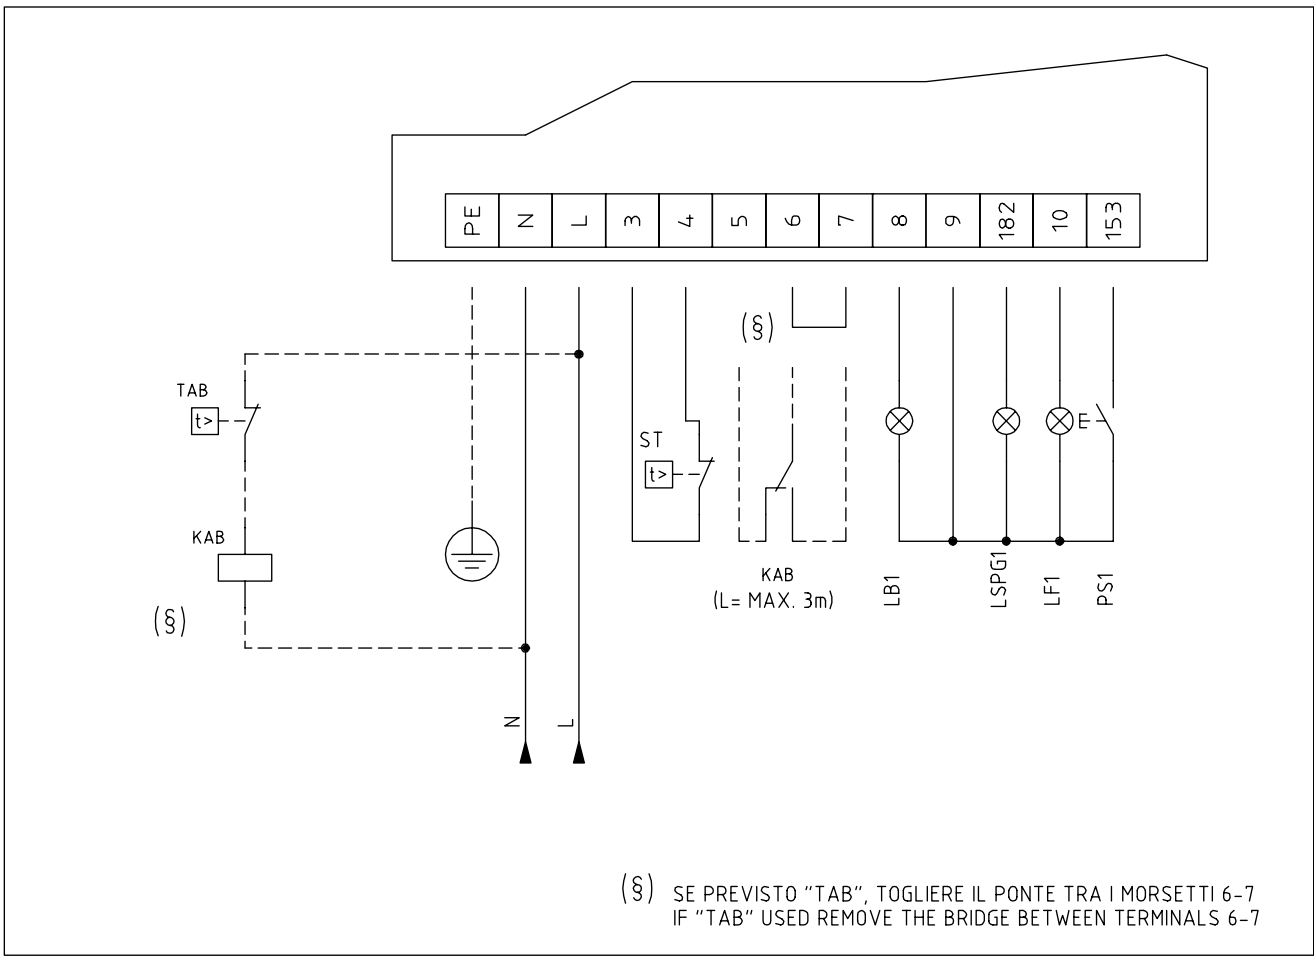 PE N L 3 4 5 6 7 8 9 182 10 153
(§)
TAB
t>
ST
t>
KAB
(§)
KAB
(L= MAX. 3m)
LB1
LSPG1
LF1
PS1
N
L
(§) SE PREVISTO "TAB", TOGLIERE IL PONTE TRA I MORSETTI 6-7
IF "TAB" USED REMOVE THE BRIDGE BETWEEN TERMINALS 6-7